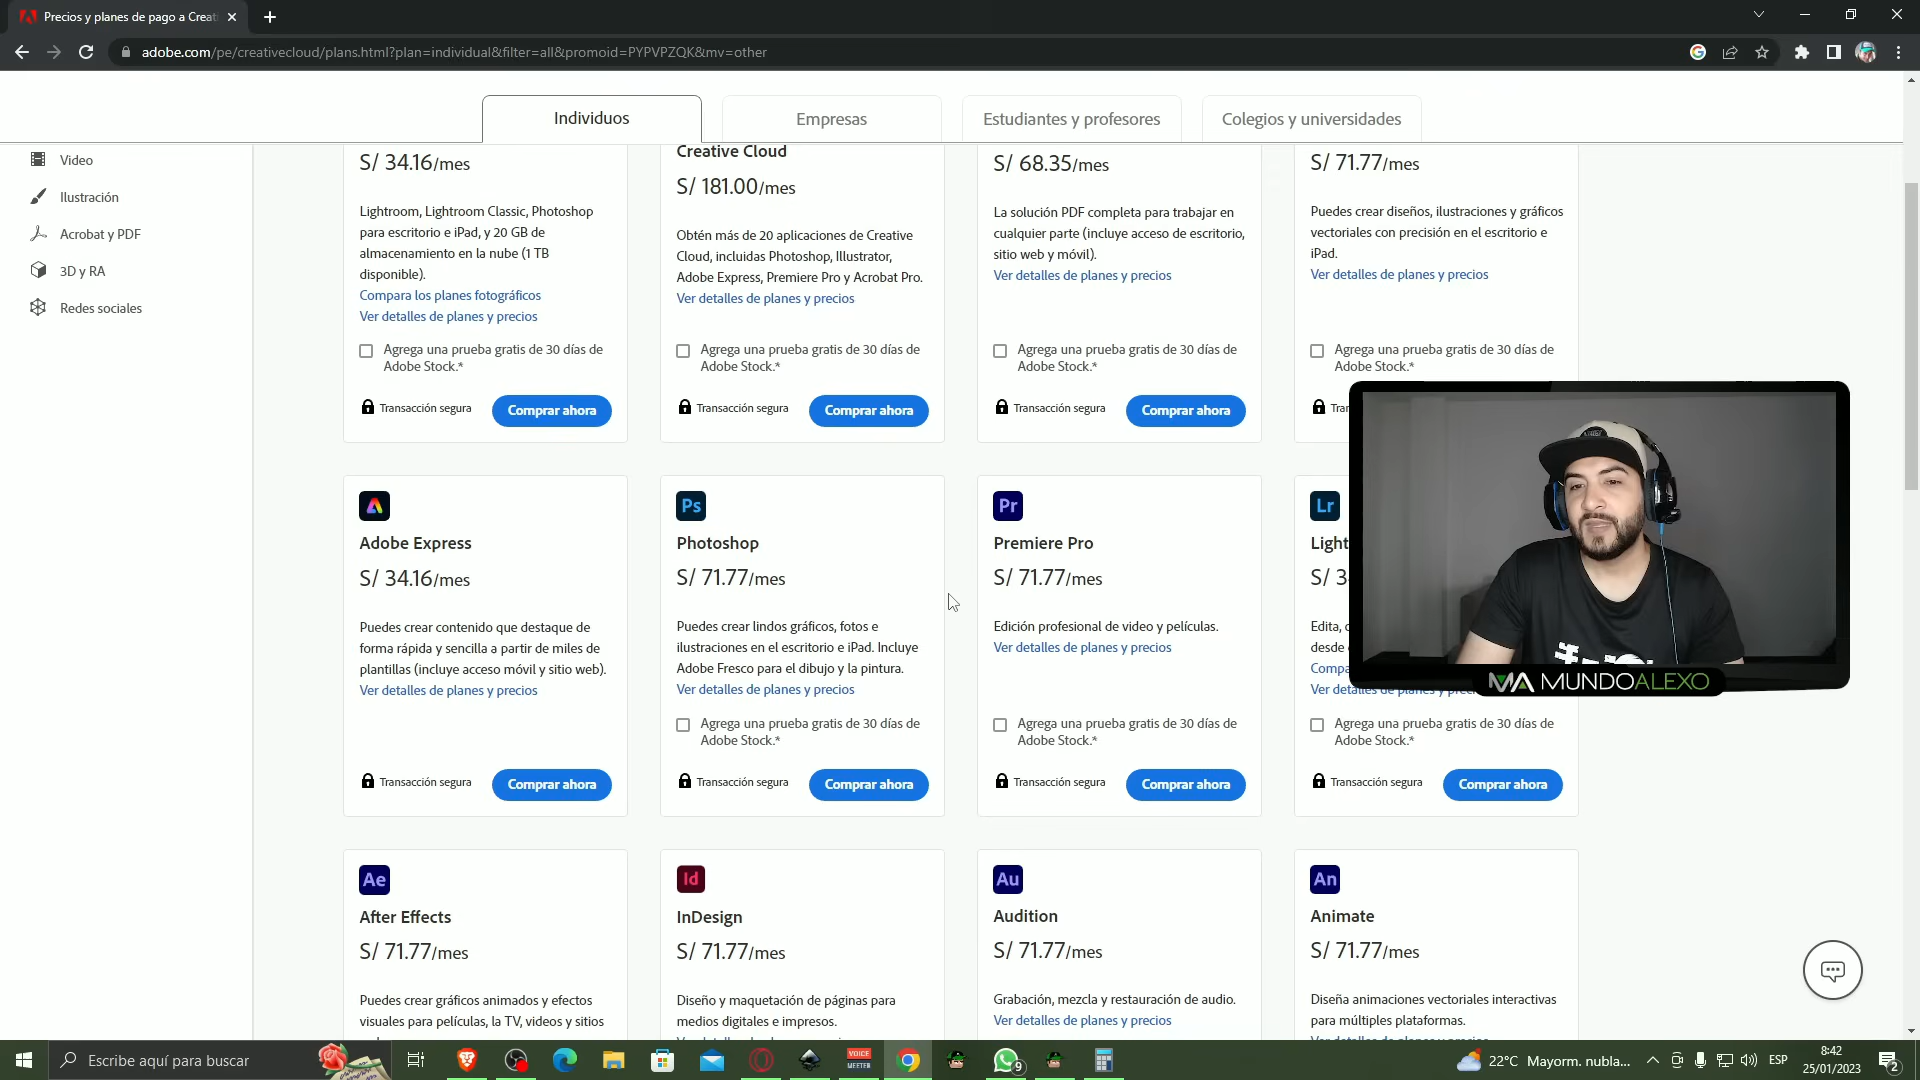 Precios y planes de pago a Creat
adobe.com/pe/creativecloud/plans.html?plan=individual&filter=all&promoid=PYPVPZQK&mv=other
Individuos
Empresas
Estudiantes y profesores
Colegios y universidades
Video
Ilustración
Acrobat y PDF
3D y RA
Redes sociales
S/ 34.16/mes
Lightroom, Lightroom Classic, Photoshop
para escritorio e iPad, y 20 GB de
almacenamiento en la nube (1 TB
disponible).
Compara los planes fotográficos
Ver detalles de planes y precios
Agrega una prueba gratis de 30 días de
Adobe Stock.*
Transacción segura
Comprar ahora
Creative Cloud
S/ 181.00/mes
Obtén más de 20 aplicaciones de Creative
Cloud, incluidas Photoshop, Illustrator,
Adobe Express, Premiere Pro y Acrobat Pro.
Ver detalles de planes y precios
Agrega una prueba gratis de 30 días de
Adobe Stock.*
Transacción segura
Comprar ahora
S/ 68.35/mes
La solución PDF completa para trabajar en
cualquier parte (incluye acceso de escritorio,
sitio web y móvil).
Ver detalles de planes y precios
Agrega una prueba gratis de 30 días de
Adobe Stock.*
Transacción segura
Comprar ahora
S/ 71.77/mes
Puedes crear diseños, ilustraciones y gráficos
vectoriales con precisión en el escritorio e
iPad.
Ver detalles de planes y precios
Agrega una prueba gratis de 30 días de
Adobe Stock.*
Adobe Express
S/ 34.16/mes
Puedes crear contenido que destaque de
forma rápida y sencilla a partir de miles de
plantillas (incluye acceso móvil y sitio web).
Ver detalles de planes y precios
Transacción segura
Comprar ahora
Ps
Photoshop
S/ 71.77/mes
Puedes crear lindos gráficos, fotos e
ilustraciones en el escritorio e iPad. Incluye
Adobe Fresco para el dibujo y la pintura.
Ver detalles de planes y precios
Agrega una prueba gratis de 30 días de
Adobe Stock.*
Transacción segura
Comprar ahora
Pr
Premiere Pro
S/ 71.77/mes
Edición profesional de video y películas.
Ver detalles de planes y precios
Agrega una prueba gratis de 30 días de
Adobe Stock.*
Transacción segura
Comprar ahora
Lr
Light
S/ 3
Edita,
desde
Compa
Ver detalles de planes y precios
Agrega una prueba gratis de 30 días de
Adobe Stock.*
Transacción segura
Comprar ahora
MA MUNDOALEXO
Ae
After Effects
S/ 71.77/mes
Puedes crear gráficos animados y efectos
visuales para películas, la TV, videos y sitios
Id
InDesign
S/ 71.77/mes
Diseño y maquetación de páginas para
medios digitales e impresos.
Au
Audition
S/ 71.77/mes
Grabación, mezcla y restauración de audio.
Ver detalles de planes y precios
An
Animate
S/ 71.77/mes
Diseña animaciones vectoriales interactivas
para múltiples plataformas.
Escribe aquí para buscar
VOICE
MEETER
9
22°C Mayorm. nubla...
ESP
8:42
25/01/2023
2